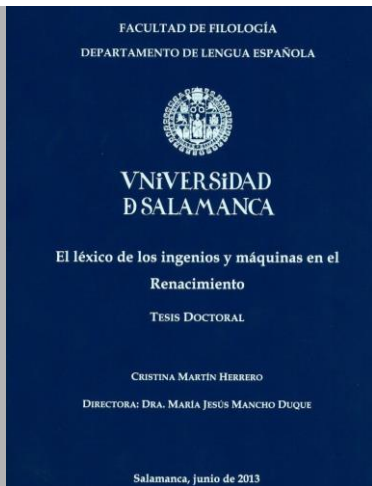 FACULTAD DE FILOLOGÍA
DEPARTAMENTO DE LENGUA ESPAÑOLA
VNiVERSiDAD
D SALAMANCA
El léxico de los ingenios y máquinas en el
Renacimiento
TESIS DOCTORAL
CRISTINA MARTÍN HERRERO
DIRECTORA: DRA. MARÍA JESÚS MANCHO DUQUE
Salamanca, junio de 2013